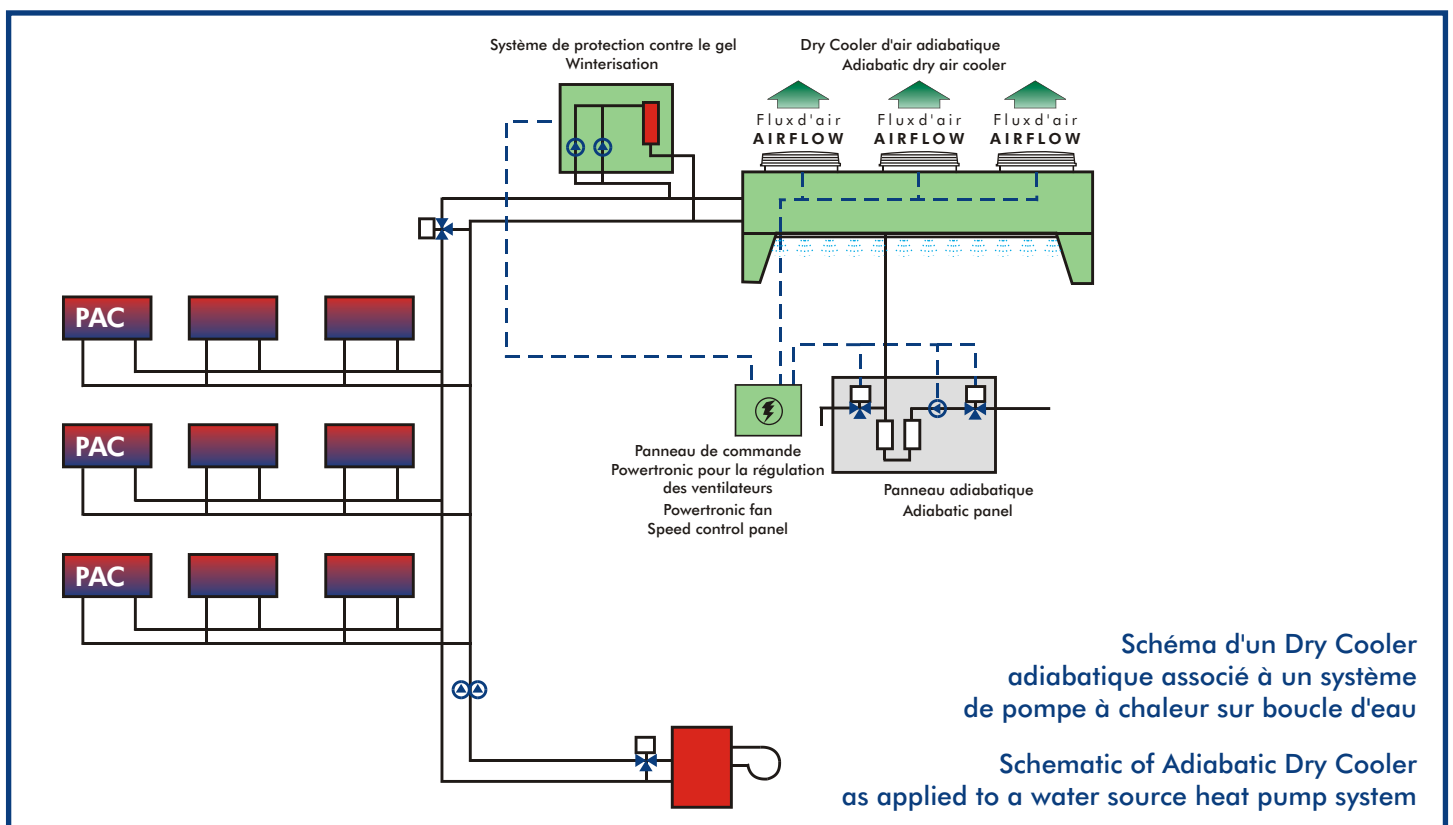 Système de protection contre le gel
Winterisation
Dry Cooler d'air adiabatique
Adiabatic dry air cooler
Flux d'air
AIRFLOW
Flux d'air
AIRFLOW
Flux d'air
AIRFLOW
PAC
PAC
PAC
Panneau de commande
Powertronic pour la régulation
des ventilateurs
Powertronic fan
Speed control panel
Panneau adiabatique
Adiabatic panel
Schéma d'un Dry Cooler
adiabatique associé à un système
de pompe à chaleur sur boucle d'eau
Schematic of Adiabatic Dry Cooler
as applied to a water source heat pump system